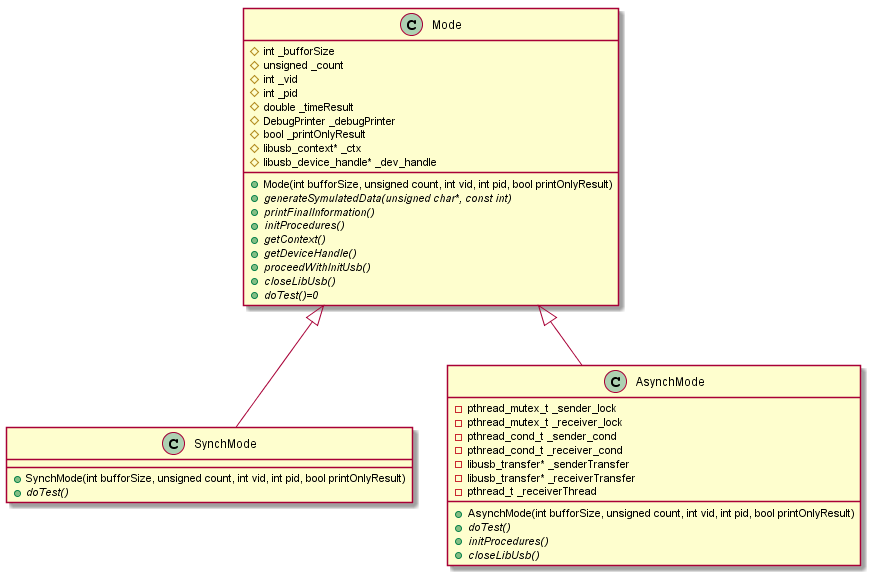 C Mode
int _bufforSize
unsigned _count
int _vid
int _pid
double _timeResult
DebugPrinter _debugPrinter
bool _printOnlyResult
libusb_context* _ctx
libusb_device_handle* _dev_handle
Mode(int bufforSize, unsigned count, int vid, int pid, bool printOnlyResult)
generateSymulatedData(unsigned char*, const int)
printFinalInformation()
initProcedures()
getContext()
getDeviceHandle()
proceedWithInitUsb()
closeLibUsb()
doTest()=0
C SynchMode
SynchMode(int bufforSize, unsigned count, int vid, int pid, bool printOnlyResult)
doTest()
C AsynchMode
pthread_mutex_t _sender_lock
pthread_mutex_t _receiver_lock
pthread_cond_t _sender_cond
pthread_cond_t _receiver_cond
libusb_transfer* _senderTransfer
libusb_transfer* _receiverTransfer
pthread_t _receiverThread
AsynchMode(int bufforSize, unsigned count, int vid, int pid, bool printOnlyResult)
doTest()
initProcedures()
closeLibUsb()